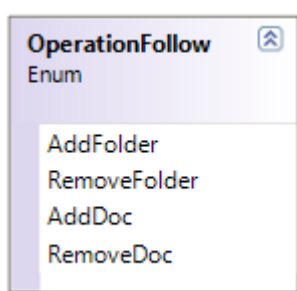 OperationFollow
Enum
AddFolder
RemoveFolder
AddDoc
RemoveDoc